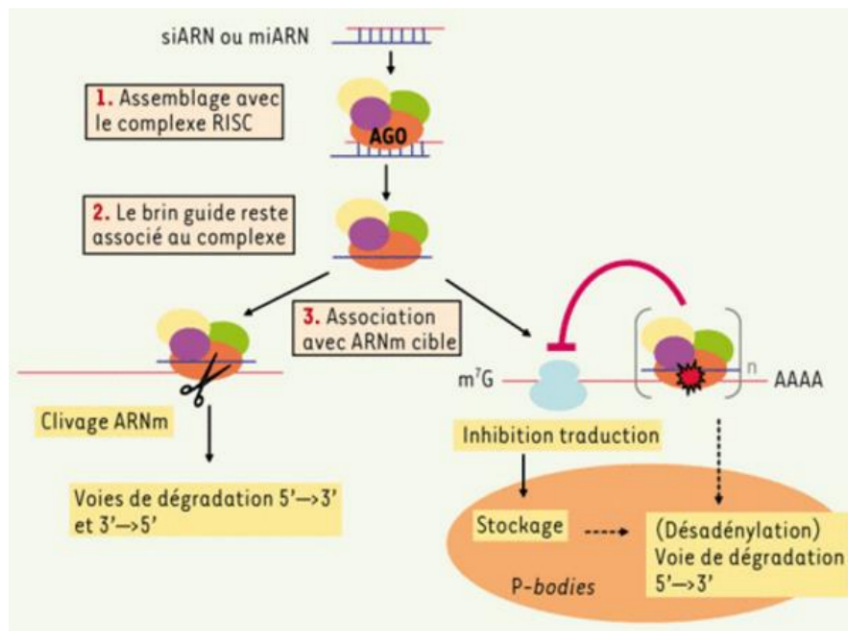 siARN ou miARN
1. Assemblage avec
le complexe RISC
AGO
2. Le brin guide reste
associé au complexe
3. Association
avec ARNm cible
m⁷G
n
AAAA
Clivage ARNm
Inhibition traduction
Voies de dégradation 5’—>3’
et 3’—>5’
Stockage
(Désadénylation)
Voie de dégradation
5’—>3’
P-bodies